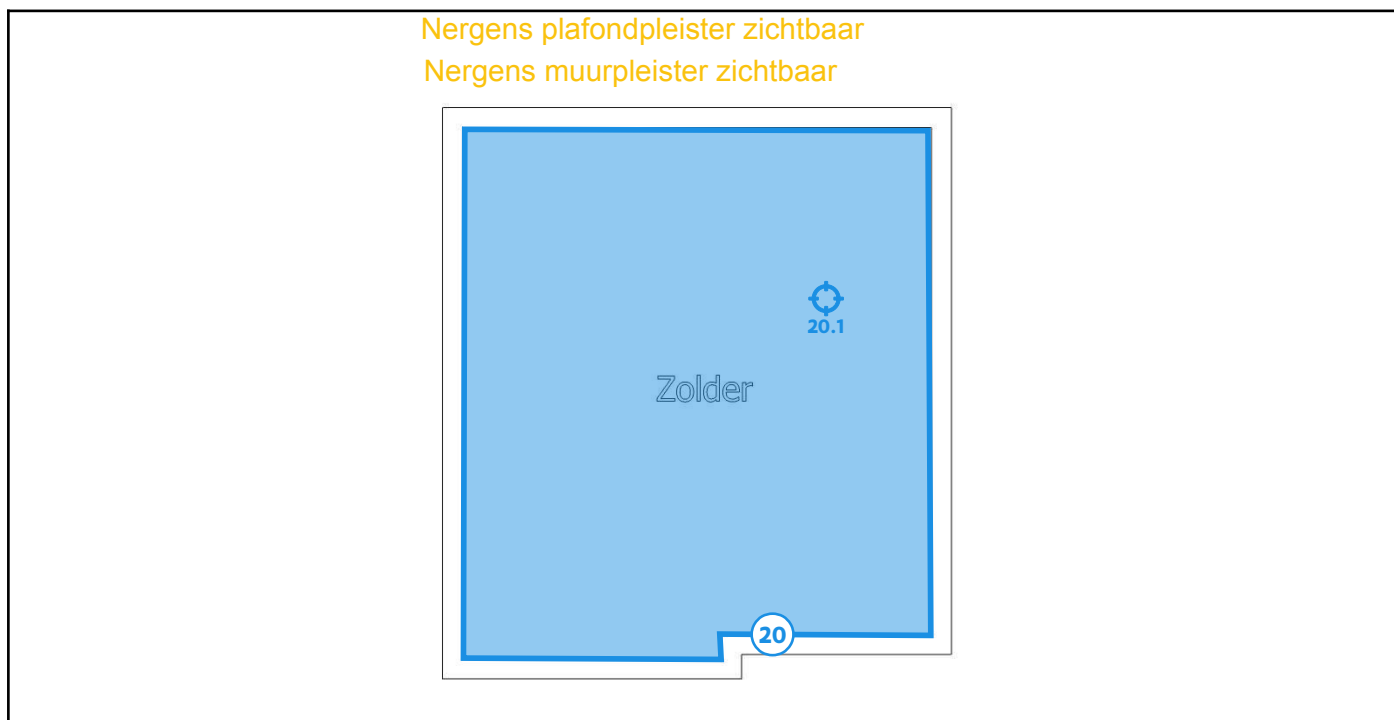 Nergens plafondpleister zichtbaar
Nergens muurpleister zichtbaar
20.1
Zolder
20